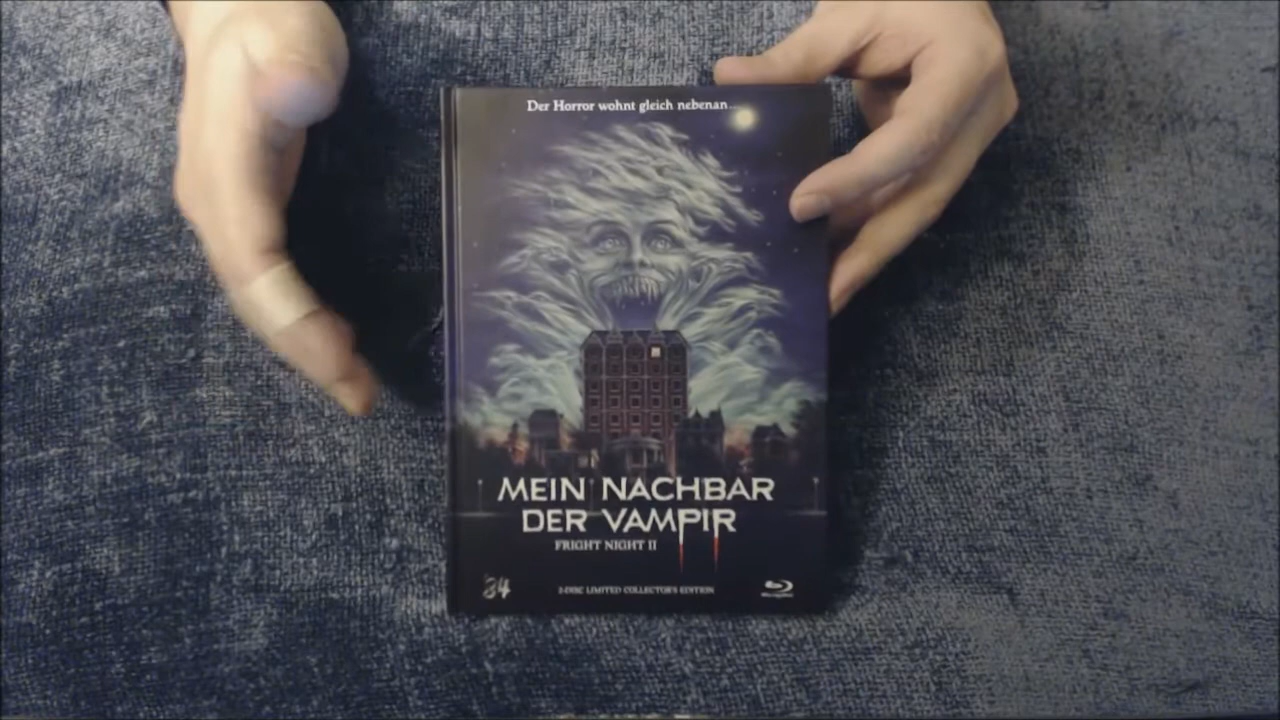 Der Horror wohnt gleich nebenan...
MEIN NACHBAR
DER VAMPIR
FRIGHT NIGHT II
84
2-DISC LIMITED COLLECTOR'S EDITION